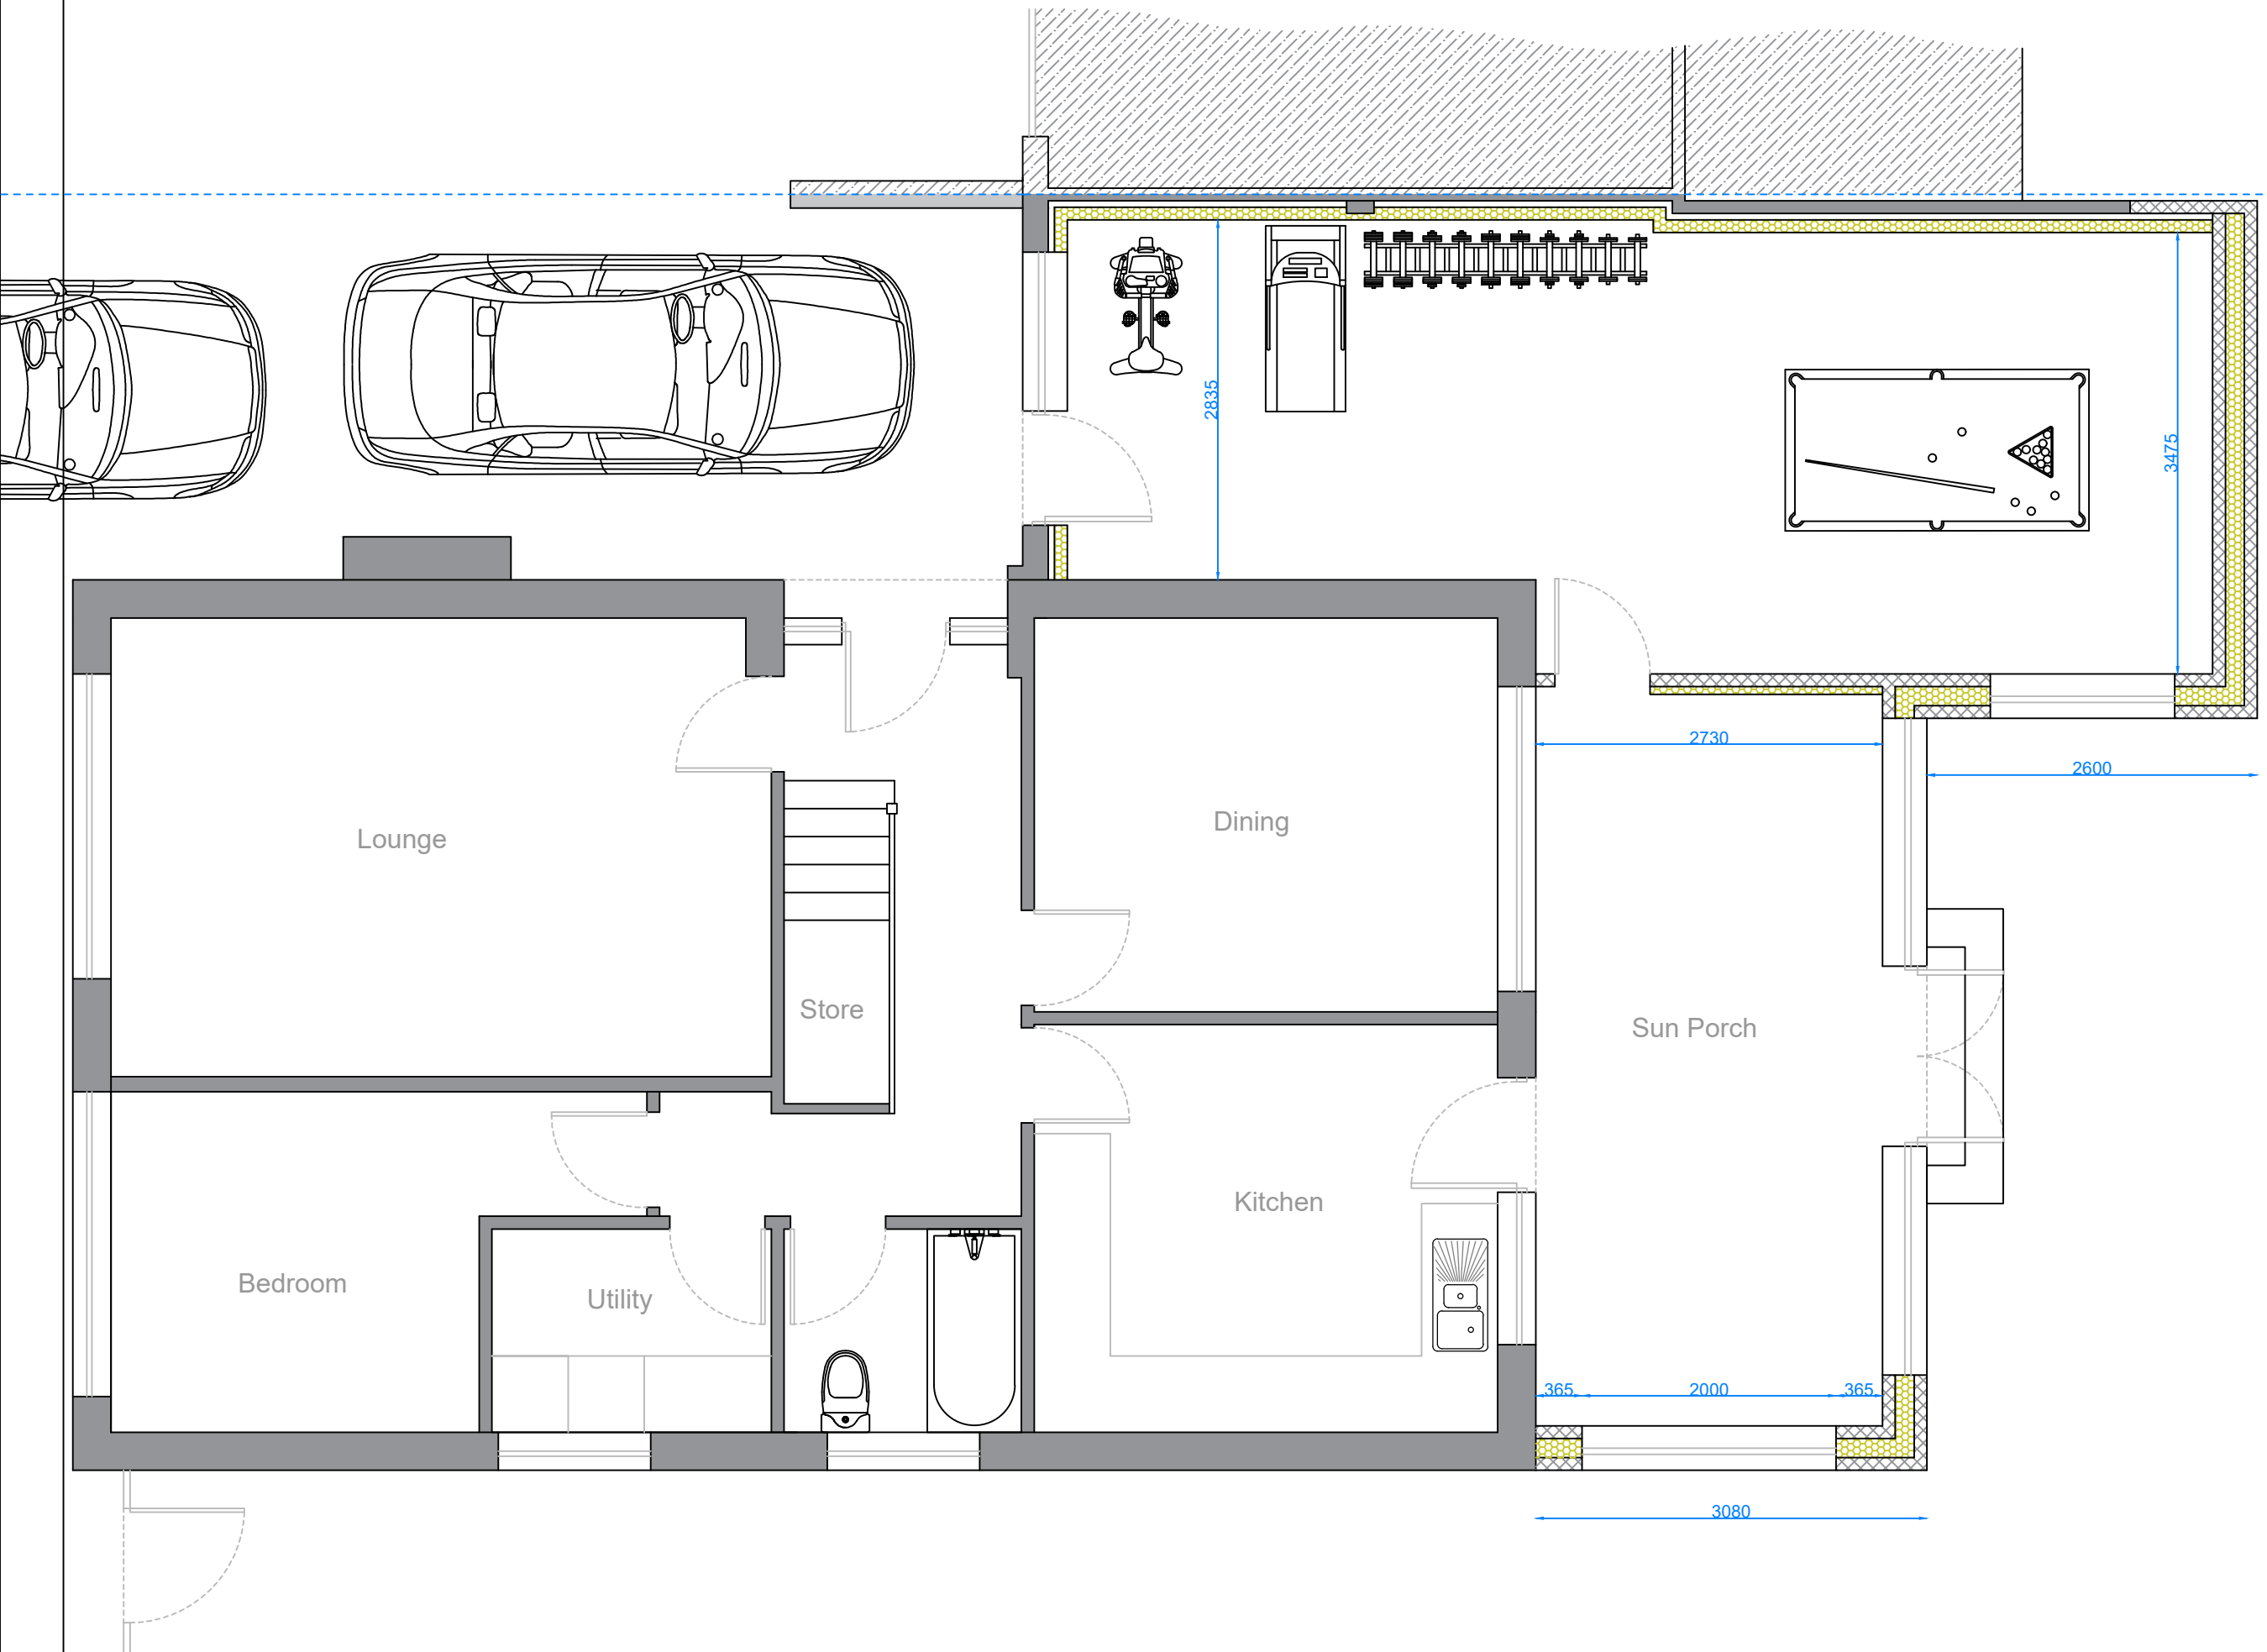 2835
3475
2730
2600
Lounge
Dining
Store
Sun Porch
Kitchen
Bedroom
Utility
365
2000
365
3080